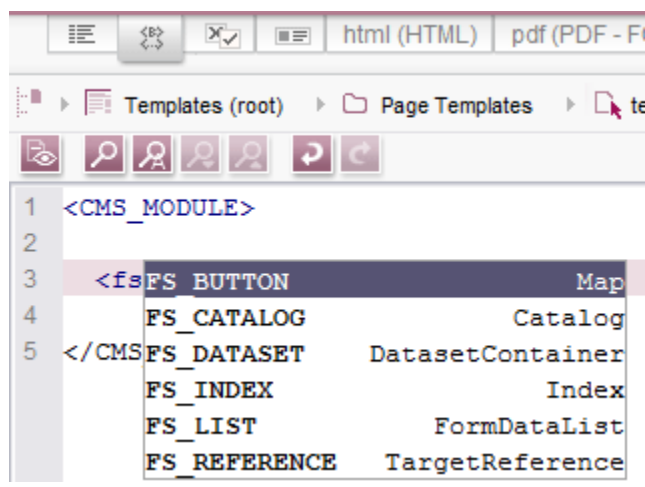 html (HTML) pdf (PDF - F
Templates (root) Page Templates te
1 <CMS_MODULE>
2
3 <fs FS_BUTTON Map
4 FS_CATALOG Catalog
5 </CMS FS_DATASET DatasetContainer
FS_INDEX Index
FS_LIST FormDataList
FS_REFERENCE TargetReference